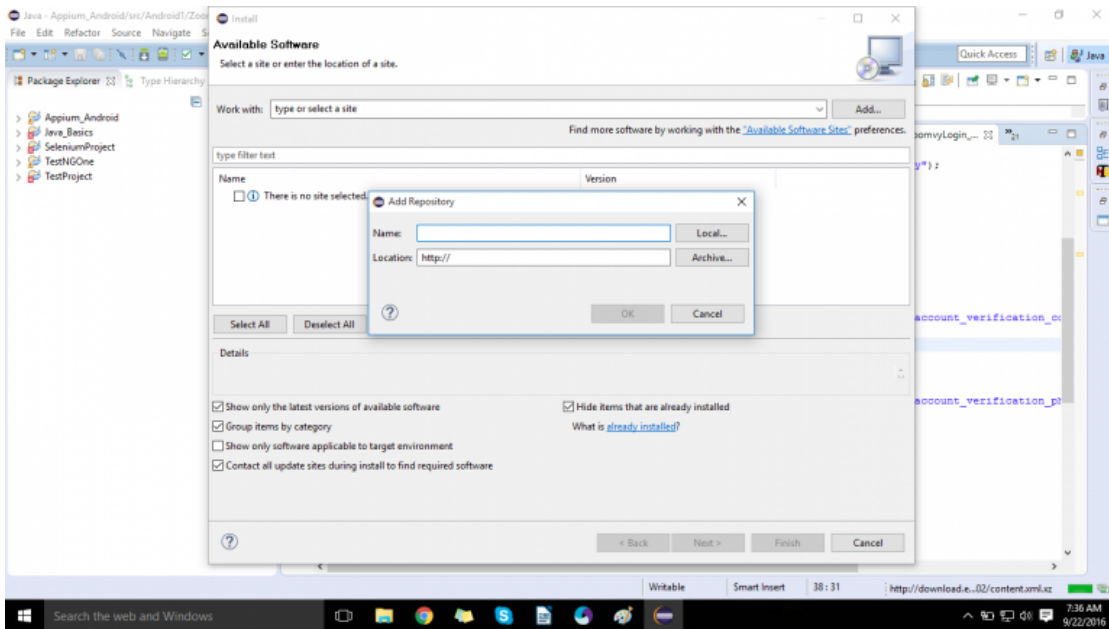 Java - Appium_Android/src/Android1/Zoo
File Edit Refactor Source Navigate S
Quick Access
Java
Package Explorer
Type Hierarchy
Appium_Android
Java_Basics
SeleniumProject
TestNGOne
TestProject
Install
Available Software
Select a site or enter the location of a site.
Work with: type or select a site
Add...
Find more software by working with the "Available Software Sites" preferences.
type filter text
Name Version
There is no site selected.
Add Repository
Name: Local...
Location: http:// Archive...
OK Cancel
Select All Deselect All
Details
Show only the latest versions of available software
Hide items that are already installed
Group items by category
What is already installed?
Show only software applicable to target environment
Contact all update sites during install to find required software
< Back Next > Finish Cancel
oomvyLogin_...
y");
account_verification_co
account_verification_ph
Writable Smart Insert 38:31 http://download.e...02/content.xml.xz
Search the web and Windows
7:36 AM
9/22/2016